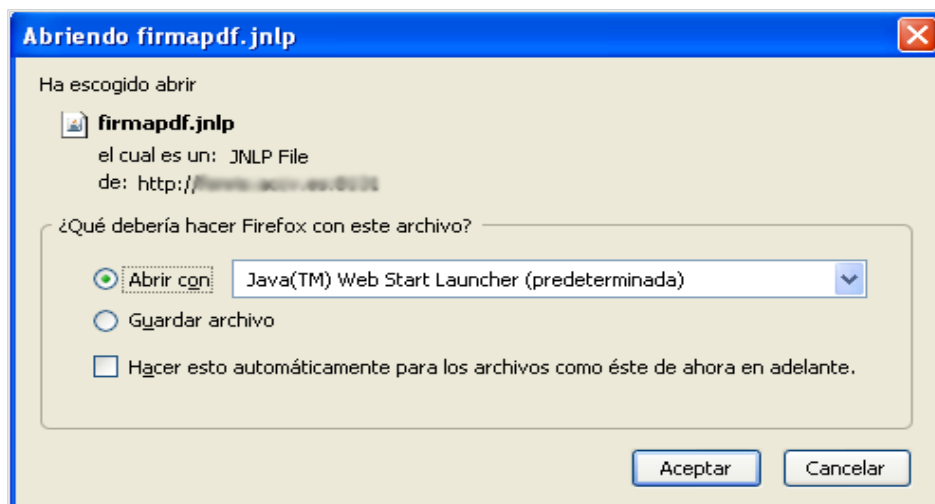 Abriendo firmapdf.jnlp
Ha escogido abrir
firmapdf.jnlp
el cual es un: JNLP File
de: http://
¿Qué debería hacer Firefox con este archivo?
Abrir con Java(TM) Web Start Launcher (predeterminada)
Guardar archivo
Hacer esto automáticamente para los archivos como éste de ahora en adelante.
Aceptar Cancelar